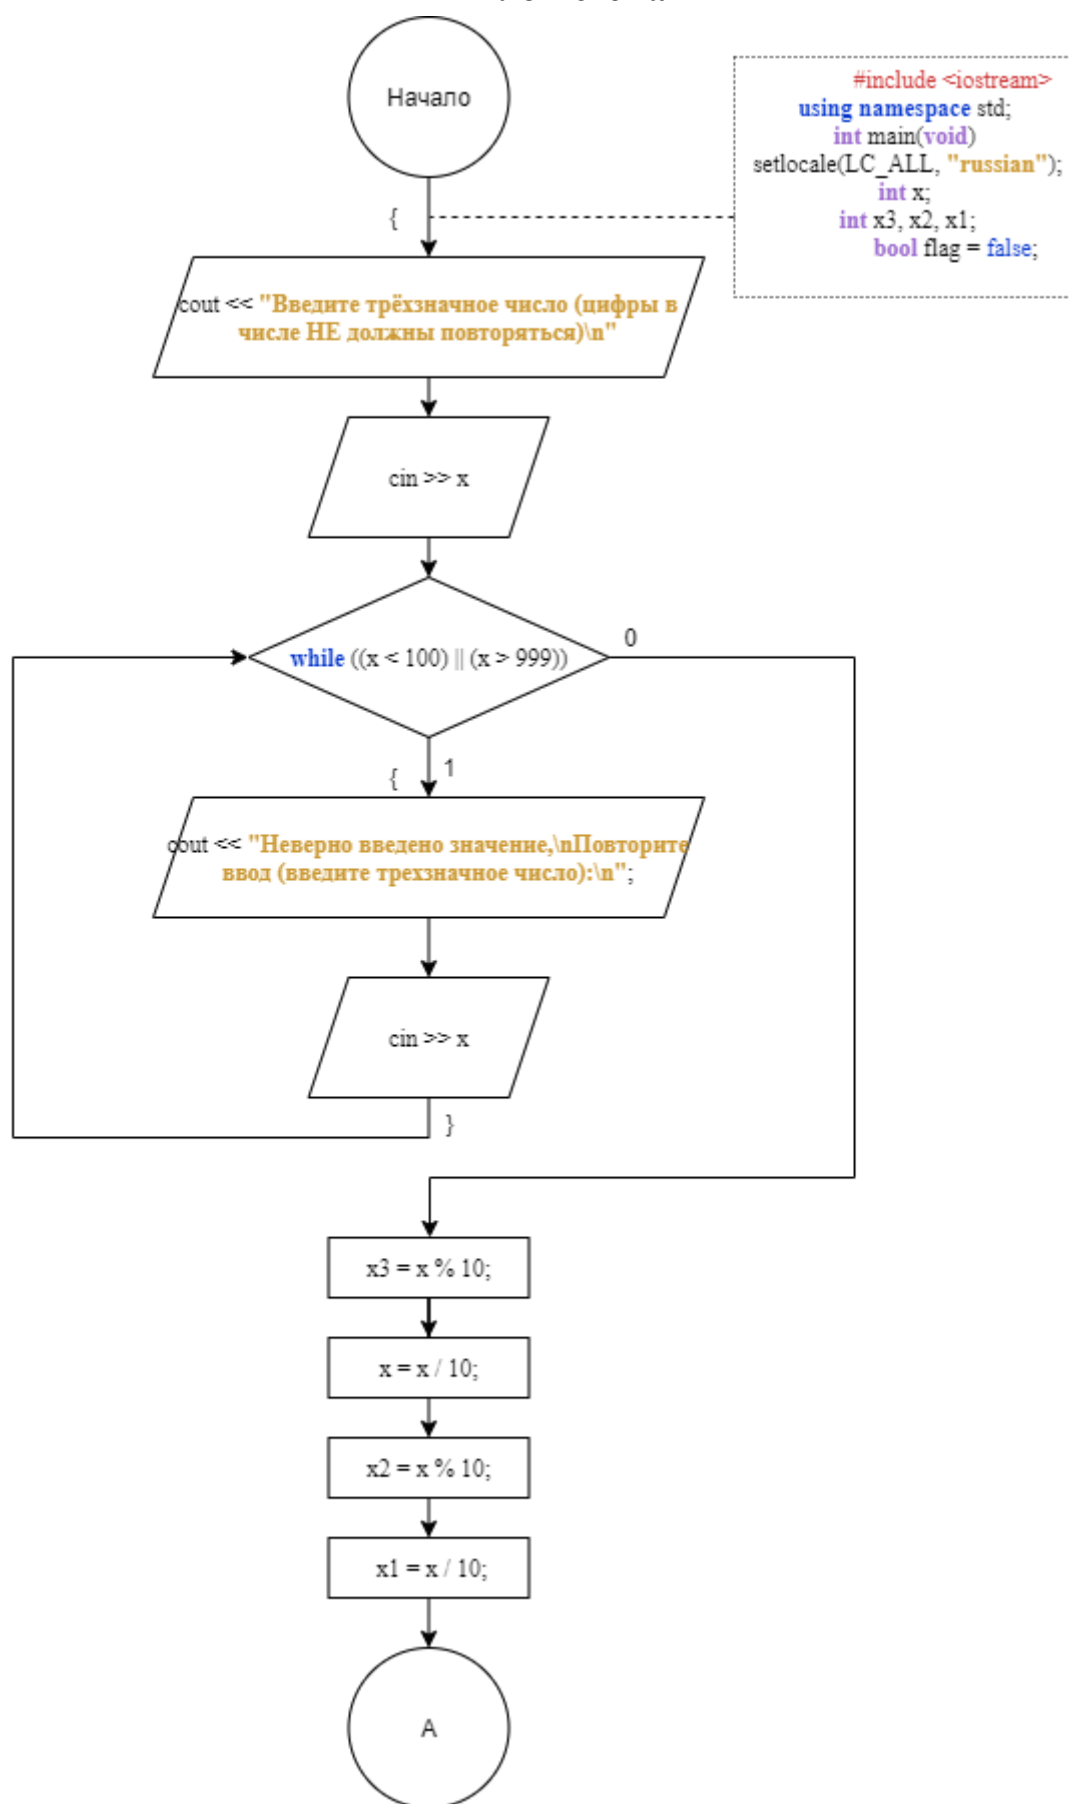 Начало
#include <iostream>
using namespace std;
int main(void)
setlocale(LC_ALL, "russian");
int x;
int x3, x2, x1;
bool flag = false;
{
cout << "Введите трёхзначное число (цифры в
числе НЕ должны повторяться)\n"
cin >> x
while ((x < 100) || (x > 999))
0
1
{
cout << "Неверно введено значение,\nПовторите
ввод (введите трехзначное число):\n";
cin >> x
}
x3 = x % 10;
x = x / 10;
x2 = x % 10;
x1 = x / 10;
A